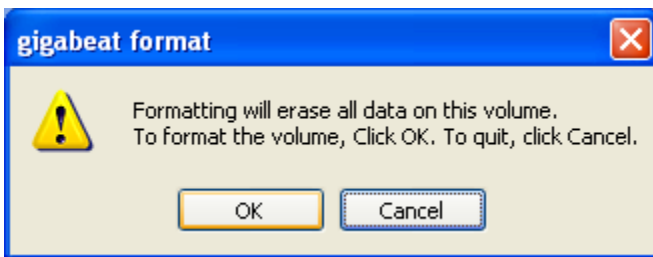 gigabeat format
Formatting will erase all data on this volume.
To format the volume, Click OK. To quit, click Cancel.
OK
Cancel